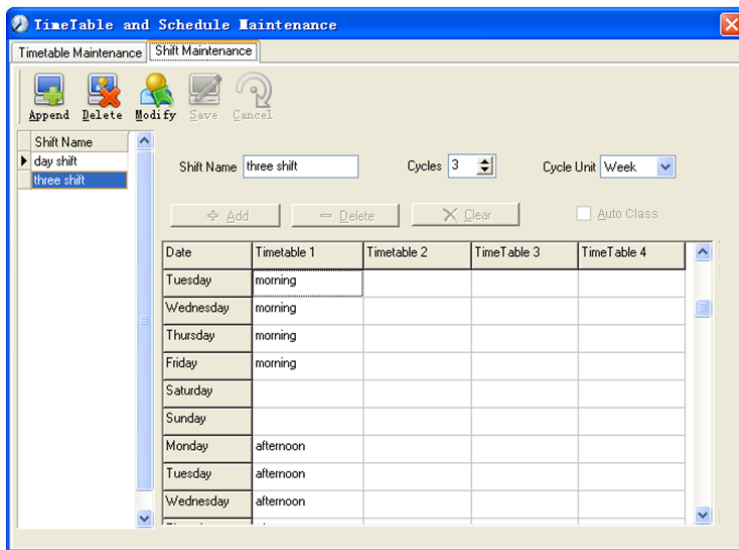 TimeTable and Schedule Maintenance
Timetable Maintenance Shift Maintenance
Append Delete Modify Save Cancel
Shift Name
day shift
three shift
Shift Name three shift Cycles 3 Cycle Unit Week
Add Delete Clear Auto Class
Date Timetable 1 Timetable 2 TimeTable 3 TimeTable 4
Tuesday morning
Wednesday morning
Thursday morning
Friday morning
Saturday
Sunday
Monday afternoon
Tuesday afternoon
Wednesday afternoon